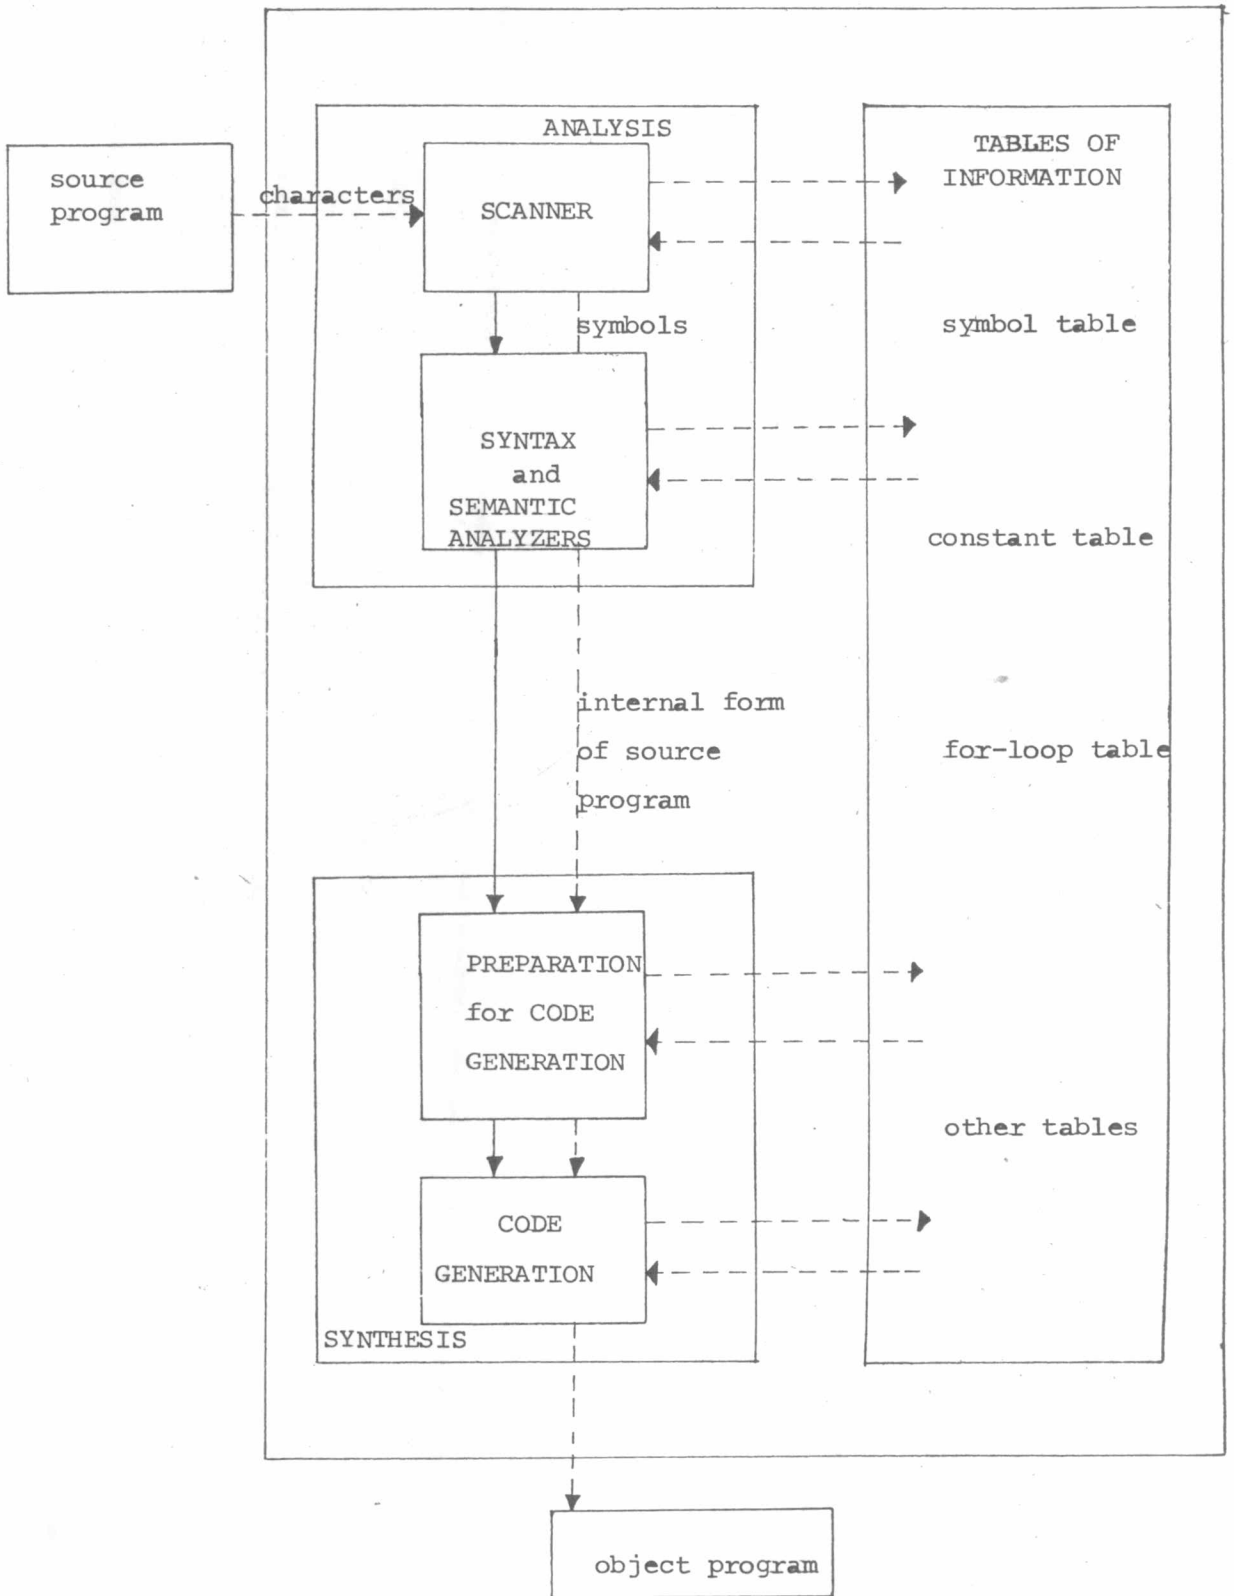 ANALYSIS
source
program
characters
SCANNER
symbols
SYNTAX
and
SEMANTIC
ANALYZERS
internal form
of source
program
PREPARATION
for CODE
GENERATION
CODE
GENERATION
SYNTHESIS
object program
TABLES OF
INFORMATION
symbol table
constant table
for-loop table
other tables